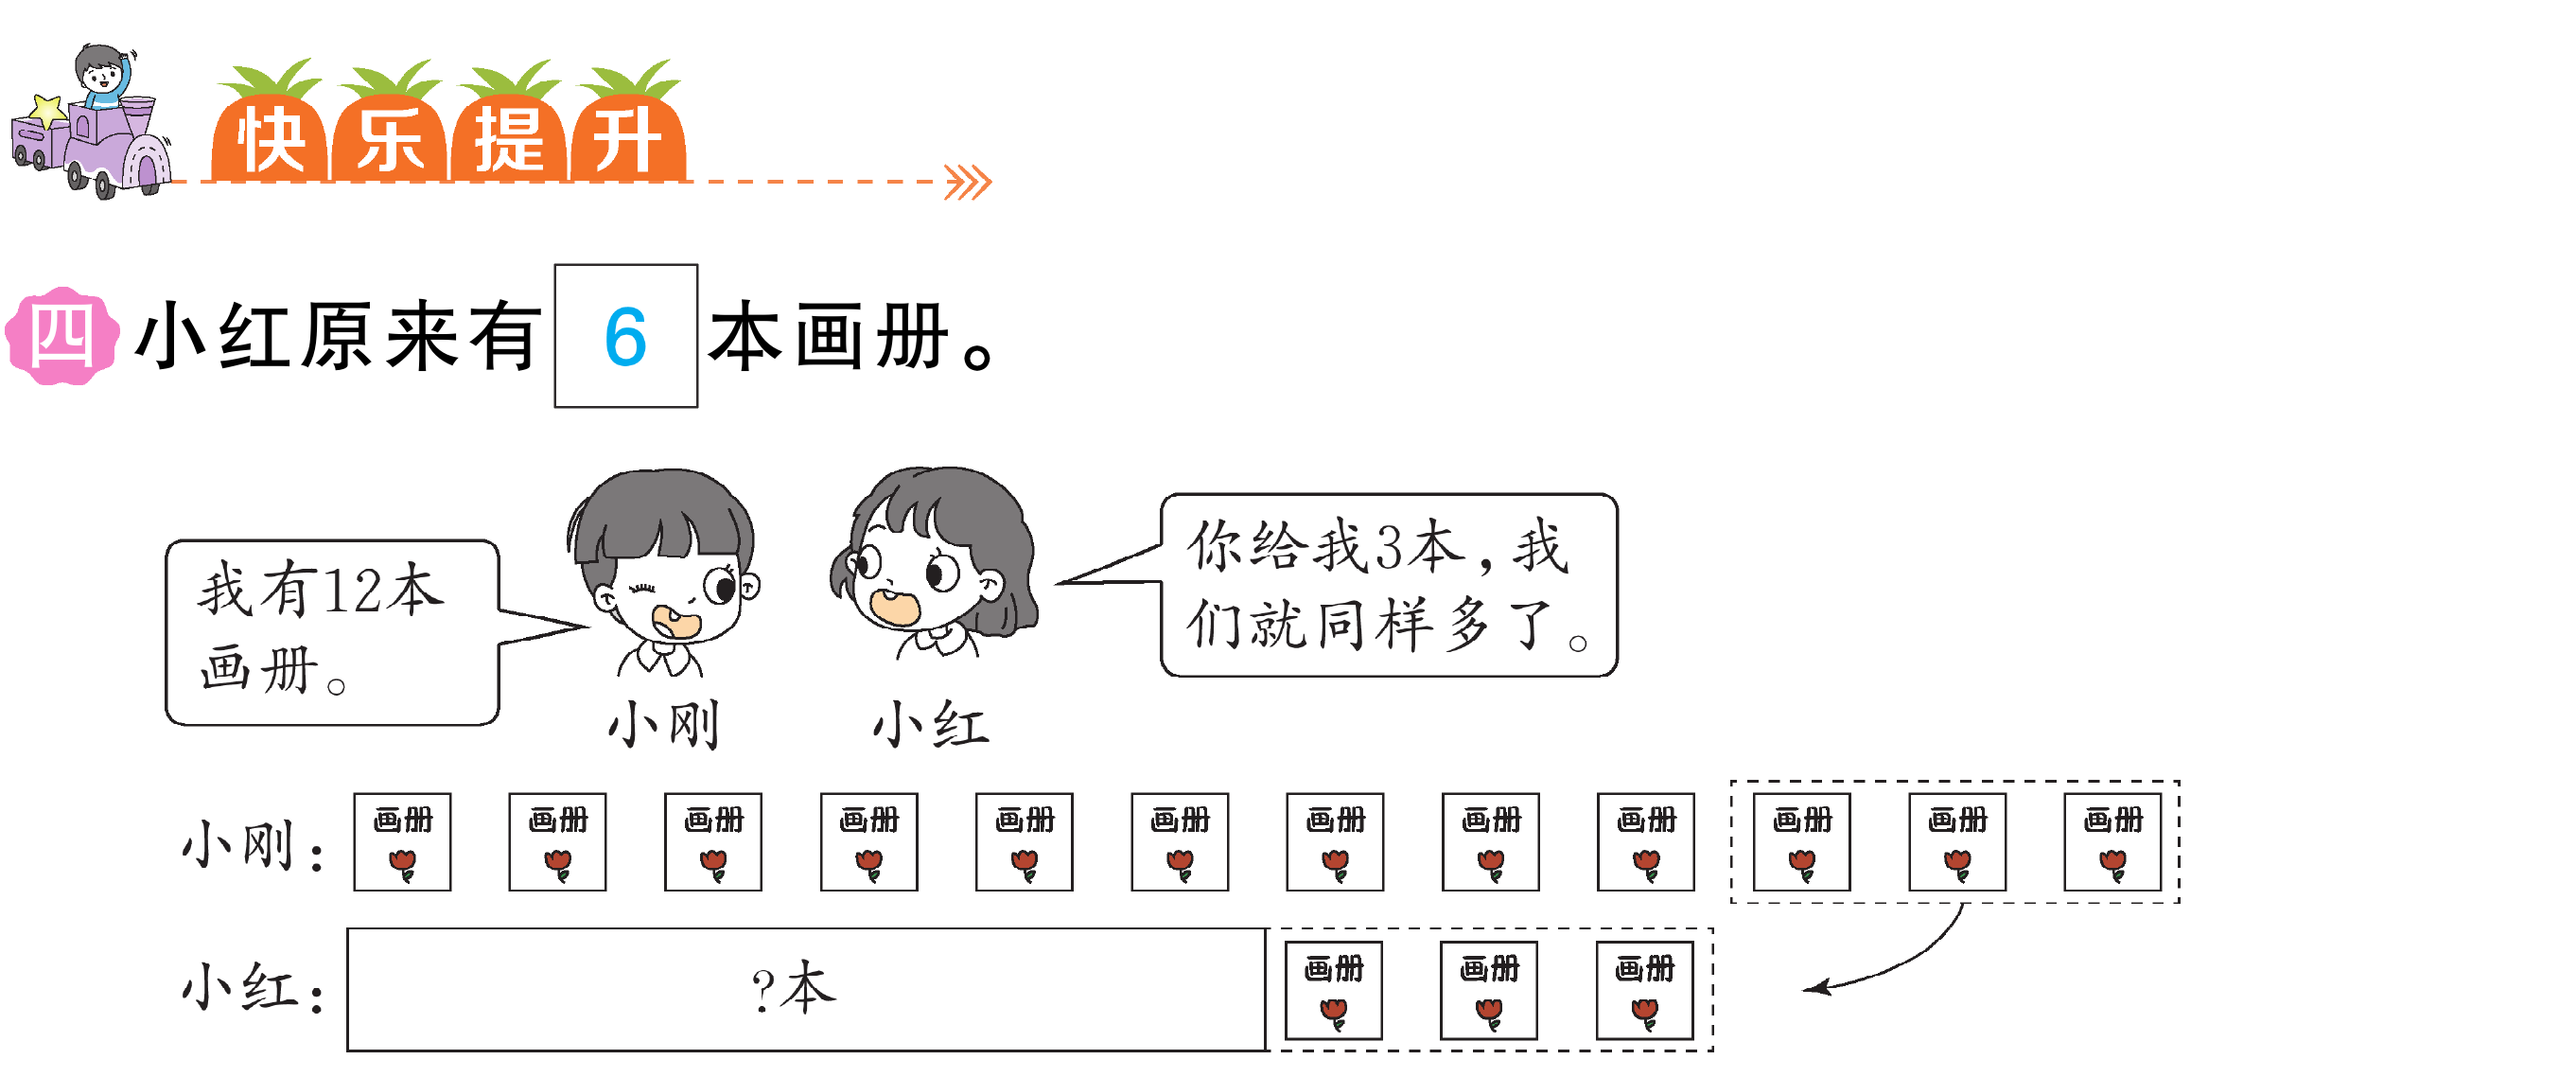 快乐提升
四 小红原来有 6 本画册。
我有12本
画册。
你给我3本,我
们就同样多了。
小刚
小红
小刚: 画册 画册 画册 画册 画册 画册 画册 画册 画册 画册 画册 画册
小红: ?本 画册 画册 画册